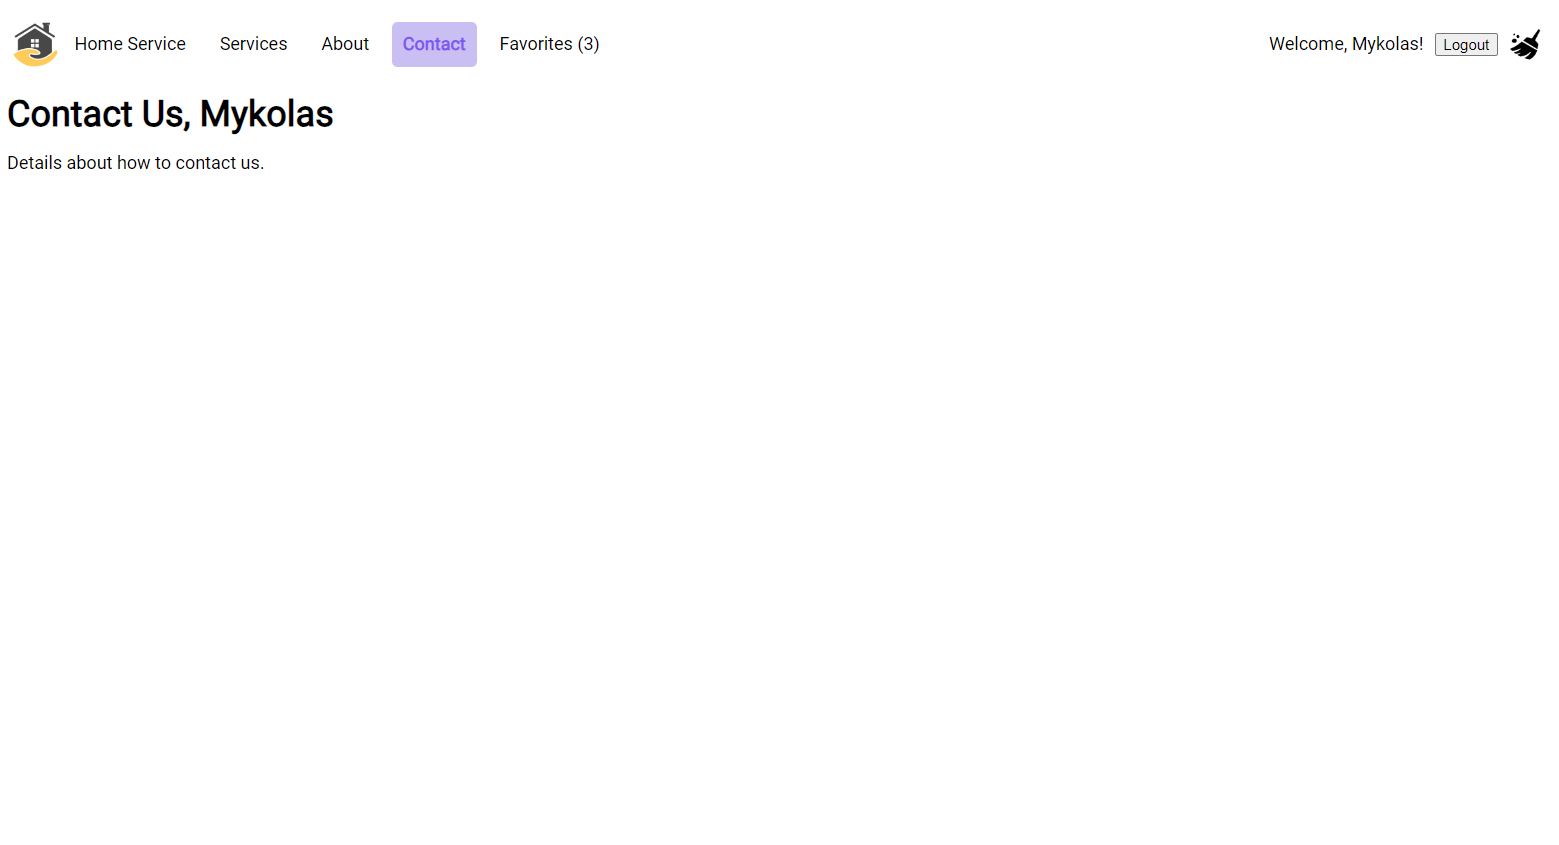 Home Service Services About Contact Favorites (3) Welcome, Mykolas! Logout
Contact Us, Mykolas
Details about how to contact us.